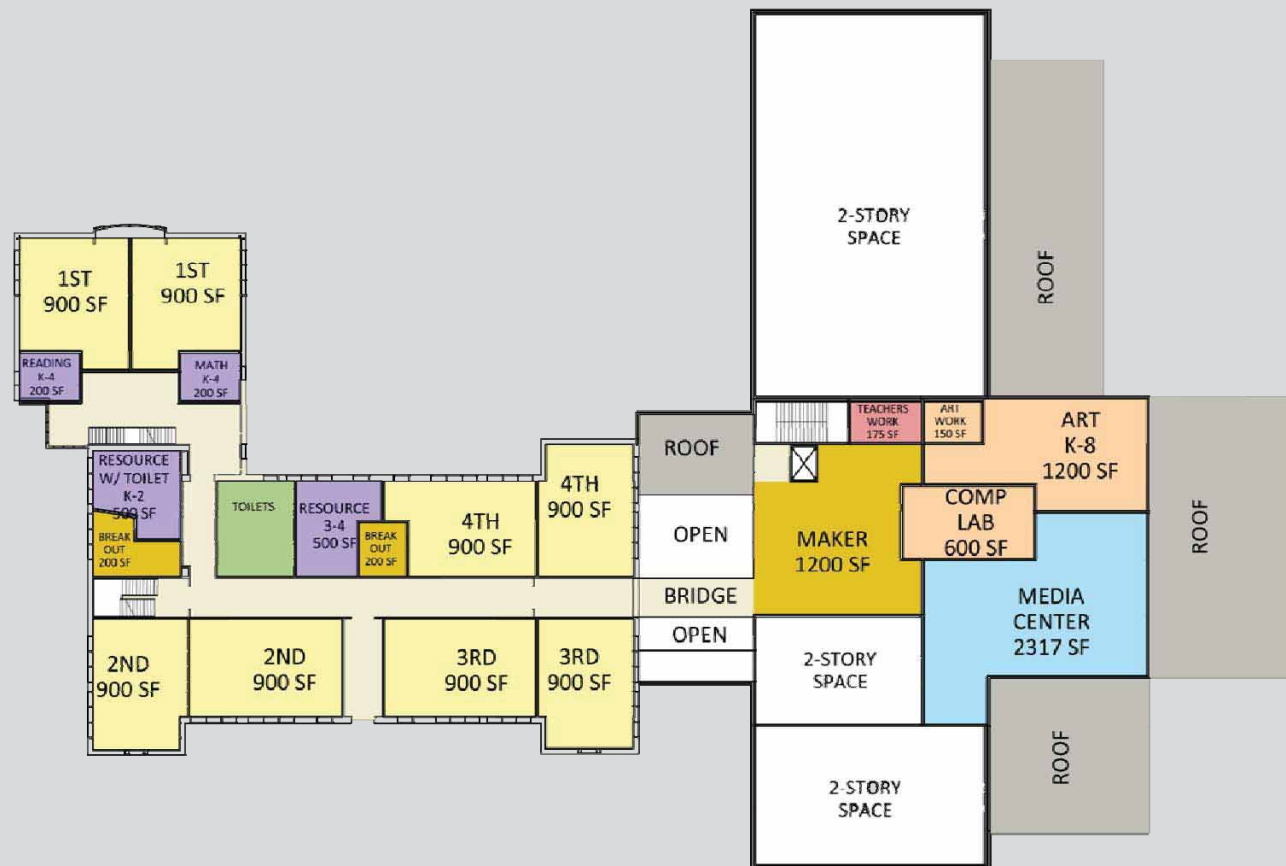 2-STORY
SPACE
ROOF
1ST
900 SF
1ST
900 SF
READING
K-4
200 SF
MATH
K-4
200 SF
RESOURCE
W/ TOILET
K-2
500 SF
BREAK
OUT
200 SF
TOILETS
RESOURCE
3-4
500 SF
BREAK
OUT
200 SF
4TH
900 SF
4TH
900 SF
ROOF
OPEN
BRIDGE
OPEN
TEACHERS
WORK
175 SF
ART
WORK
150 SF
ART
K-8
1200 SF
COMP
LAB
600 SF
MAKER
1200 SF
MEDIA
CENTER
2317 SF
ROOF
2ND
900 SF
2ND
900 SF
3RD
900 SF
3RD
900 SF
2-STORY
SPACE
2-STORY
SPACE
ROOF